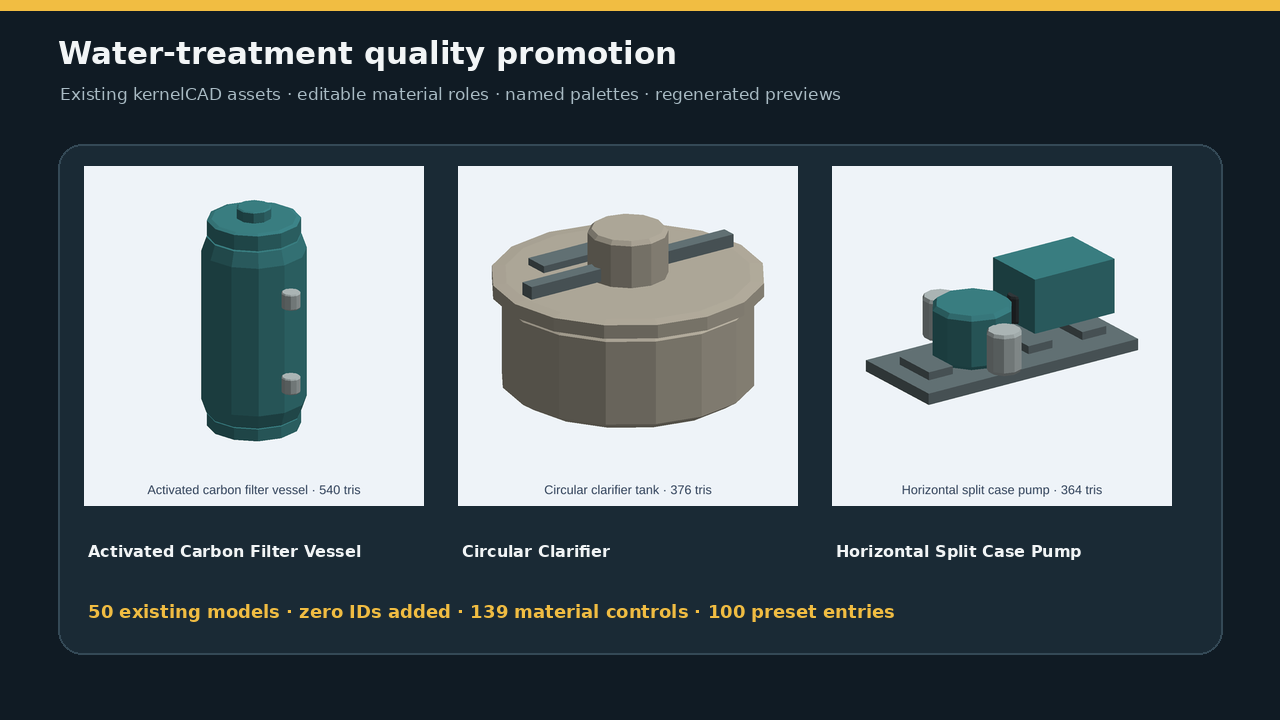 Water-treatment quality promotion
Existing kernelCAD assets · editable material roles · named palettes · regenerated previews
Activated carbon filter vessel · 540 tris
Circular clarifier tank · 376 tris
Horizontal split case pump · 364 tris
Activated Carbon Filter Vessel
Circular Clarifier
Horizontal Split Case Pump
50 existing models · zero IDs added · 139 material controls · 100 preset entries